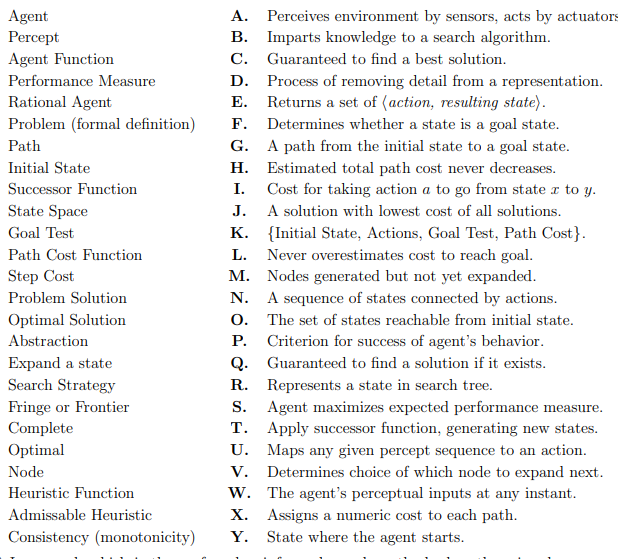 Agent A. Perceives environment by sensors, acts by actuators
Percept B. Imparts knowledge to a search algorithm.
Agent Function C. Guaranteed to find a best solution.
Performance Measure D. Process of removing detail from a representation.
Rational Agent E. Returns a set of ⟨action, resulting state⟩.
Problem (formal definition) F. Determines whether a state is a goal state.
Path G. A path from the initial state to a goal state.
Initial State H. Estimated total path cost never decreases.
Successor Function I. Cost for taking action a to go from state x to y.
State Space J. A solution with lowest cost of all solutions.
Goal Test K. {Initial State, Actions, Goal Test, Path Cost}.
Path Cost Function L. Never overestimates cost to reach goal.
Step Cost M. Nodes generated but not yet expanded.
Problem Solution N. A sequence of states connected by actions.
Optimal Solution O. The set of states reachable from initial state.
Abstraction P. Criterion for success of agent's behavior.
Expand a state Q. Guaranteed to find a solution if it exists.
Search Strategy R. Represents a state in search tree.
Fringe or Frontier S. Agent maximizes expected performance measure.
Complete T. Apply successor function, generating new states.
Optimal U. Maps any given percept sequence to an action.
Node V. Determines choice of which node to expand next.
Heuristic Function W. The agent's perceptual inputs at any instant.
Admissable Heuristic X. Assigns a numeric cost to each path.
Consistency (monotonicity) Y. State where the agent starts.